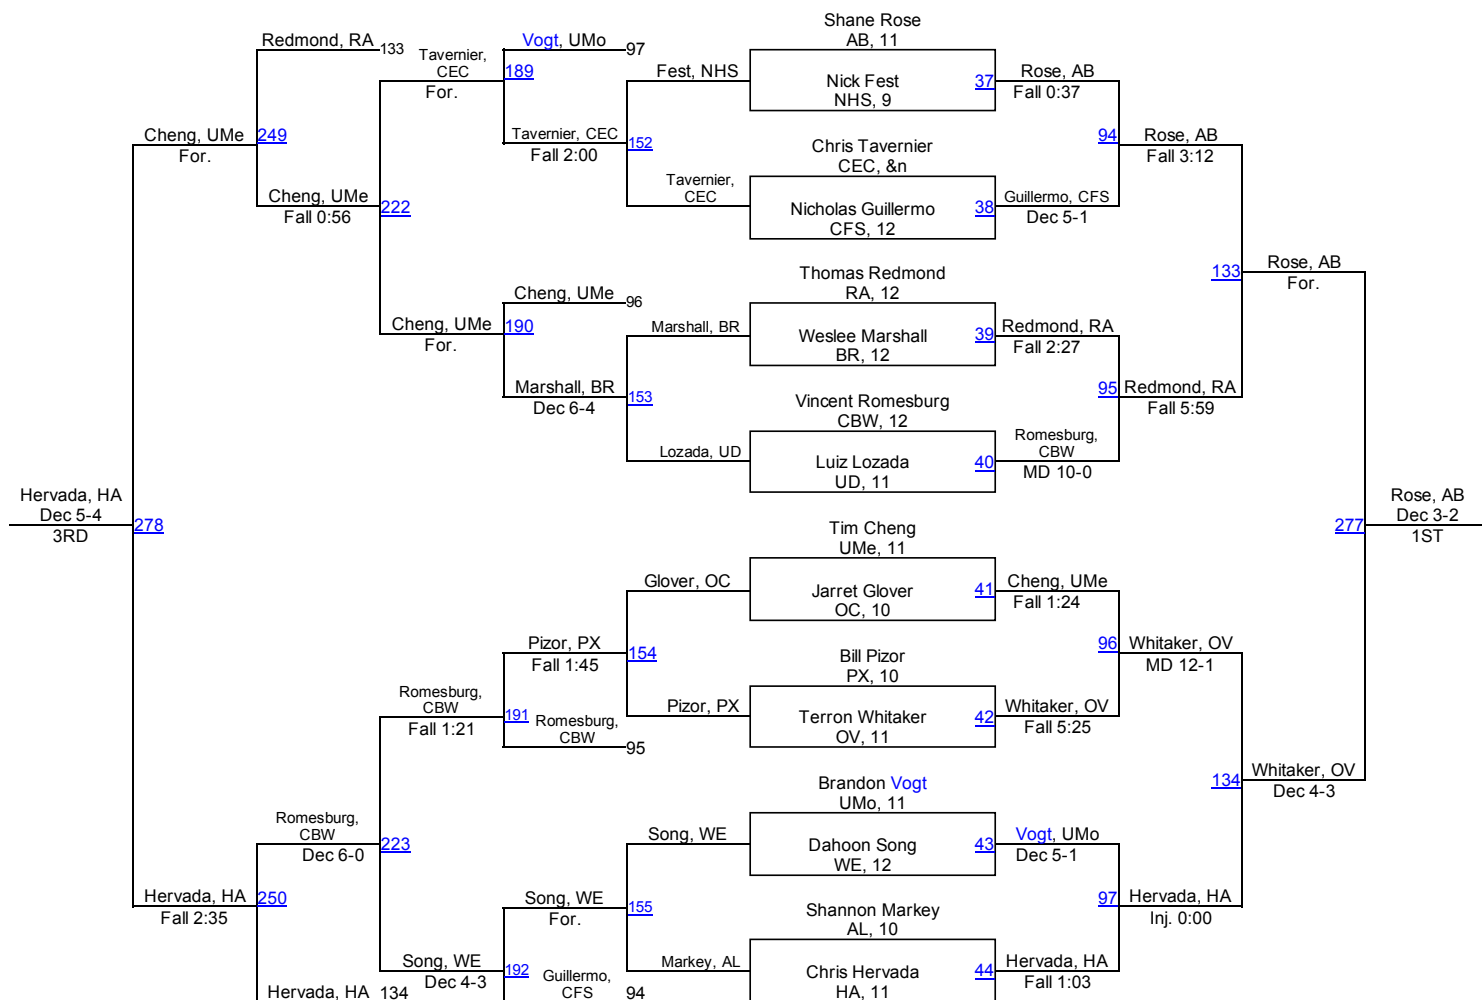 Shane Rose
AB, 11
Redmond, RA 133
Tavernier,
CEC
For.
Vogt, UMo 97
189
Fest, NHS
Nick Fest
NHS, 9
37
Rose, AB
Fall 0:37
Cheng, UMe
For.
249
Tavernier, CEC
Fall 2:00
152
Chris Tavernier
CEC, &n
94
Rose, AB
Fall 3:12
Cheng, UMe
Fall 0:56
222
Tavernier,
CEC
Nicholas Guillermo
CFS, 12
38
Guillermo, CFS
Dec 5-1
Thomas Redmond
RA, 12
133
Rose, AB
For.
Cheng, UMe 96
Cheng, UMe
For.
190
Marshall, BR
Weslee Marshall
BR, 12
39
Redmond, RA
Fall 2:27
Marshall, BR
Dec 6-4
153
Vincent Romesburg
CBW, 12
95
Redmond, RA
Fall 5:59
Lozada, UD
Luiz Lozada
UD, 11
40
Romesburg,
CBW
MD 10-0
Hervada, HA
Dec 5-4
3RD
278
Tim Cheng
UMe, 11
277
Rose, AB
Dec 3-2
1ST
Glover, OC
Jarret Glover
OC, 10
41
Cheng, UMe
Fall 1:24
Pizor, PX
Fall 1:45
154
Bill Pizor
PX, 10
96
Whitaker, OV
MD 12-1
Romesburg,
CBW
Fall 1:21
191
Romesburg,
CBW 95
Pizor, PX
Terron Whitaker
OV, 11
42
Whitaker, OV
Fall 5:25
Brandon Vogt
UMo, 11
134
Whitaker, OV
Dec 4-3
Romesburg,
CBW
Dec 6-0
223
Song, WE
Dahoon Song
WE, 12
43
Vogt, UMo
Dec 5-1
Hervada, HA
Fall 2:35
250
Song, WE
For.
155
Shannon Markey
AL, 10
97
Hervada, HA
Inj. 0:00
Song, WE
Dec 4-3
192
Guillermo,
CFS 94
Markey, AL
Chris Hervada
HA, 11
44
Hervada, HA
Fall 1:03
Hervada, HA 134